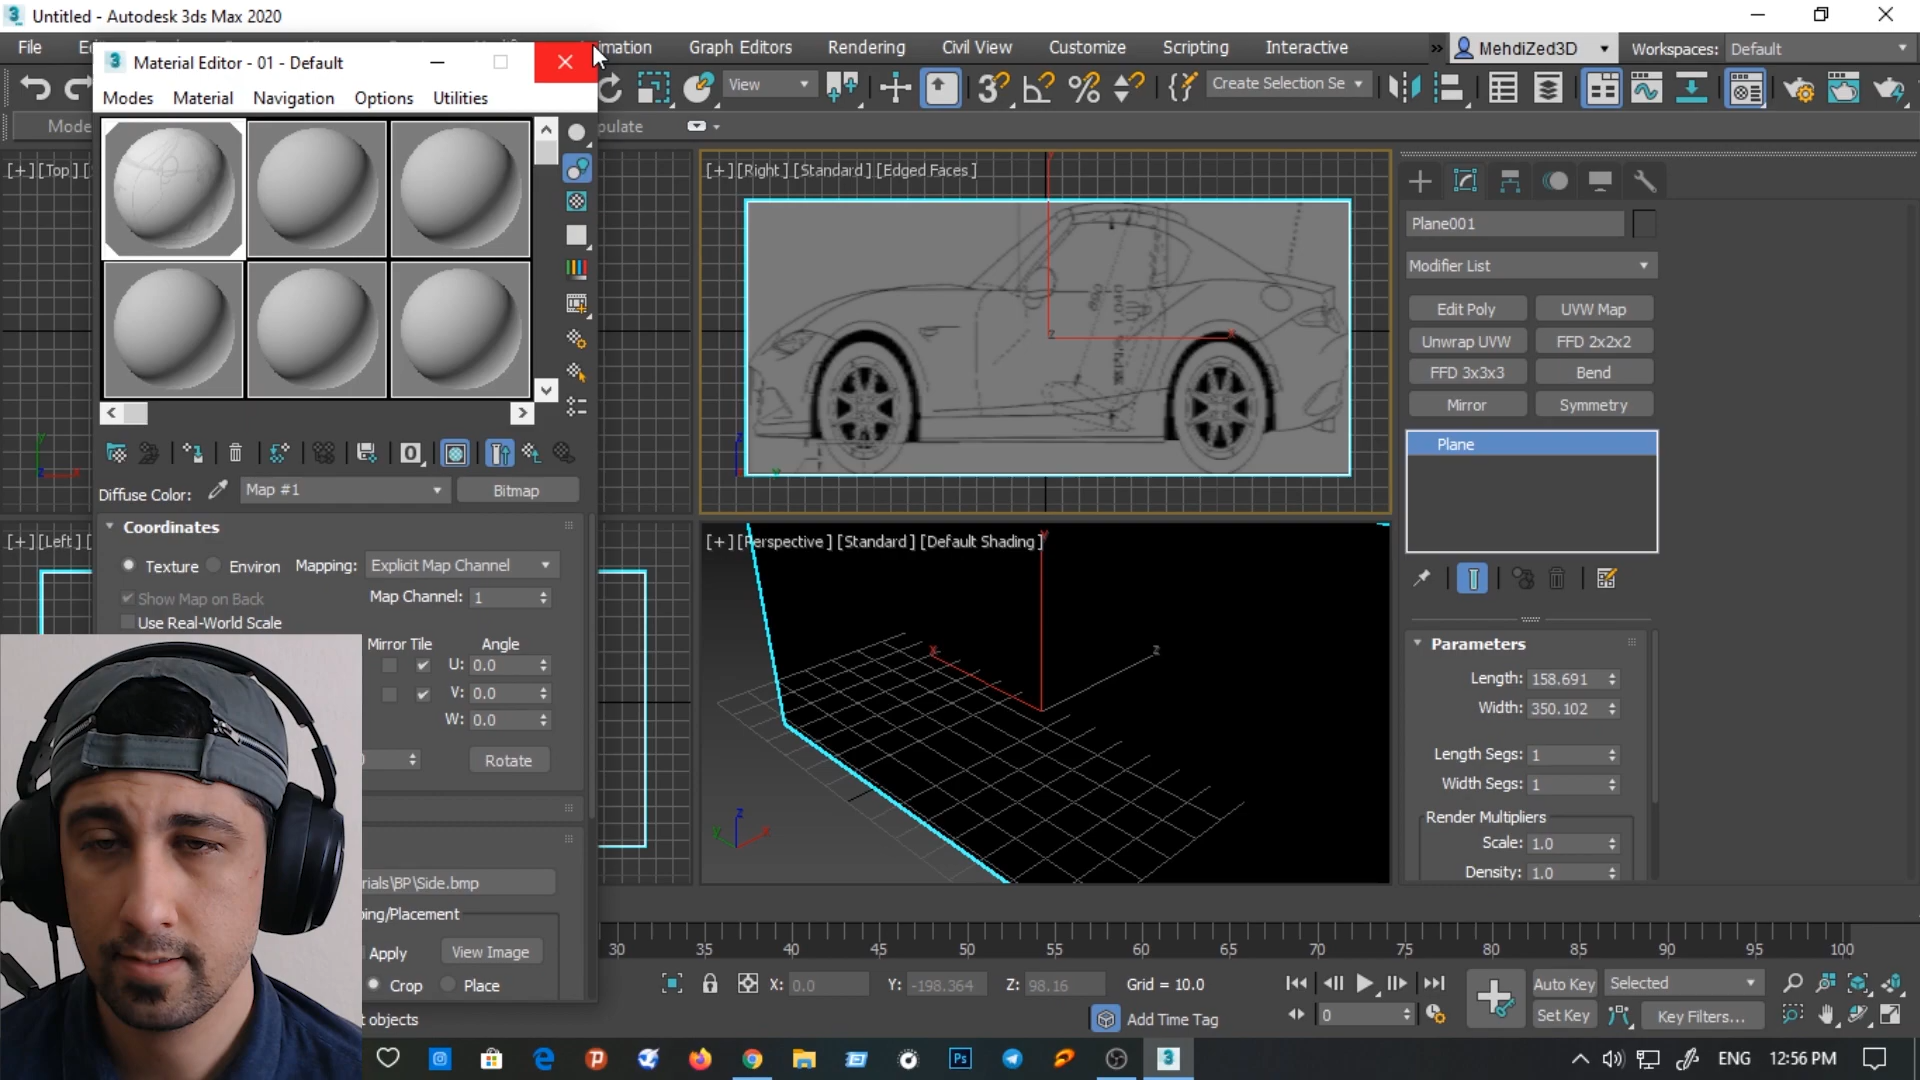 Untitled - Autodesk 3ds Max 2020
File
Material Editor - 01 - Default
Graph Editors
Rendering
Civil View
Customize
Scripting
Interactive
MehdiZed3D
Workspaces: Default
Modes
Material
Navigation
Options
Utilities
View
Create Selection Se
[+][Top]
[+][Right][Standard][Edged Faces]
Plane001
Modifier List
Edit Poly
UVW Map
Unwrap UVW
FFD 2x2x2
FFD 3x3x3
Bend
Mirror
Symmetry
Plane
Diffuse Color:
Map #1
Bitmap
Coordinates
[+][Left]
[+][Perspective][Standard][Default Shading]
Texture
Environ
Mapping:
Explicit Map Channel
Show Map on Back
Map Channel: 1
Use Real-World Scale
Mirror Tile
Angle
U: 0.0
V: 0.0
W: 0.0
Rotate
Parameters
Length: 158.691
Width: 350.102
Length Segs: 1
Width Segs: 1
Render Multipliers
Scale: 1.0
Density: 1.0
rials\BP\Side.bmp
ing/Placement
Apply
View Image
Crop
Place
30 35 40 45 50 55 60 65 70 75 80 85 90 95 100
X: 0.0
Y: -198.364
Z: 98.16
Grid = 10.0
Auto Key
Selected
t objects
Add Time Tag
0
Set Key
Key Filters...
Ps
ENG
12:56 PM